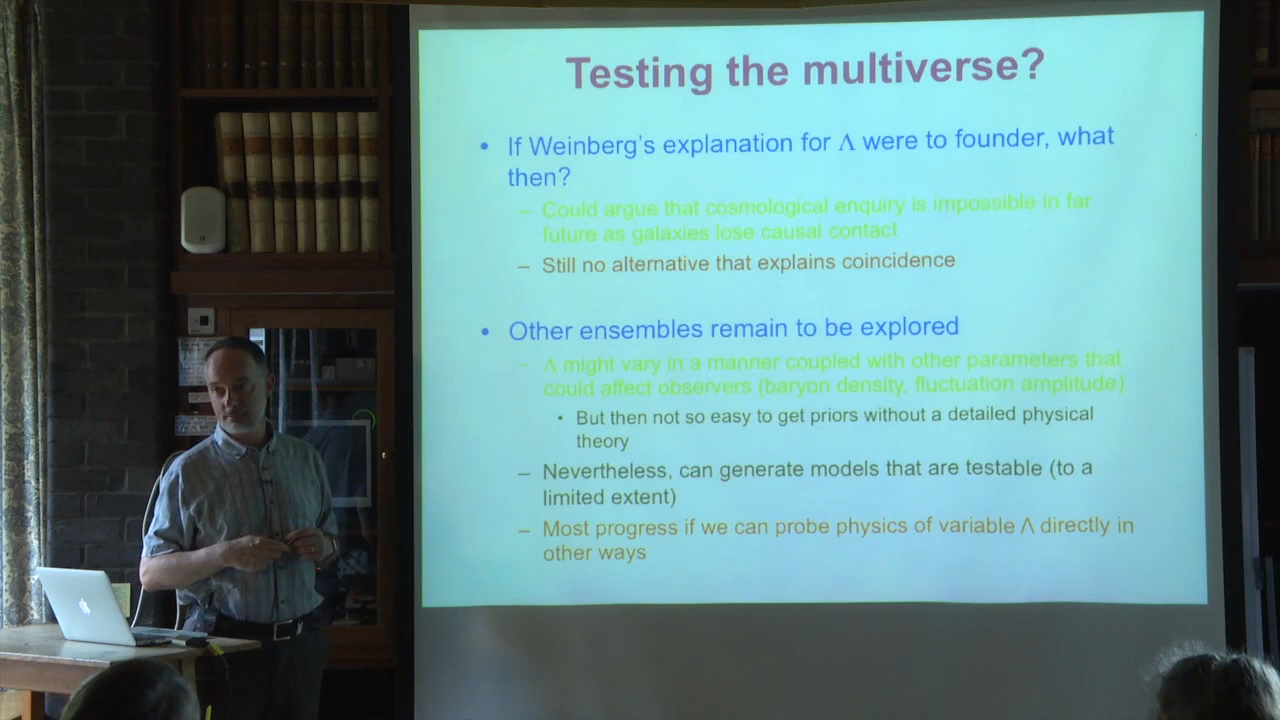 Testing the multiverse?
• If Weinberg's explanation for Λ were to founder, what
then?
– Could argue that cosmological enquiry is impossible in far
future as galaxies lose causal contact
– Still no alternative that explains coincidence
• Other ensembles remain to be explored
– Λ might vary in a manner coupled with other parameters that
could affect observers (baryon density, fluctuation amplitude)
• But then not so easy to get priors without a detailed physical
theory
– Nevertheless, can generate models that are testable (to a
limited extent)
– Most progress if we can probe physics of variable Λ directly in
other ways